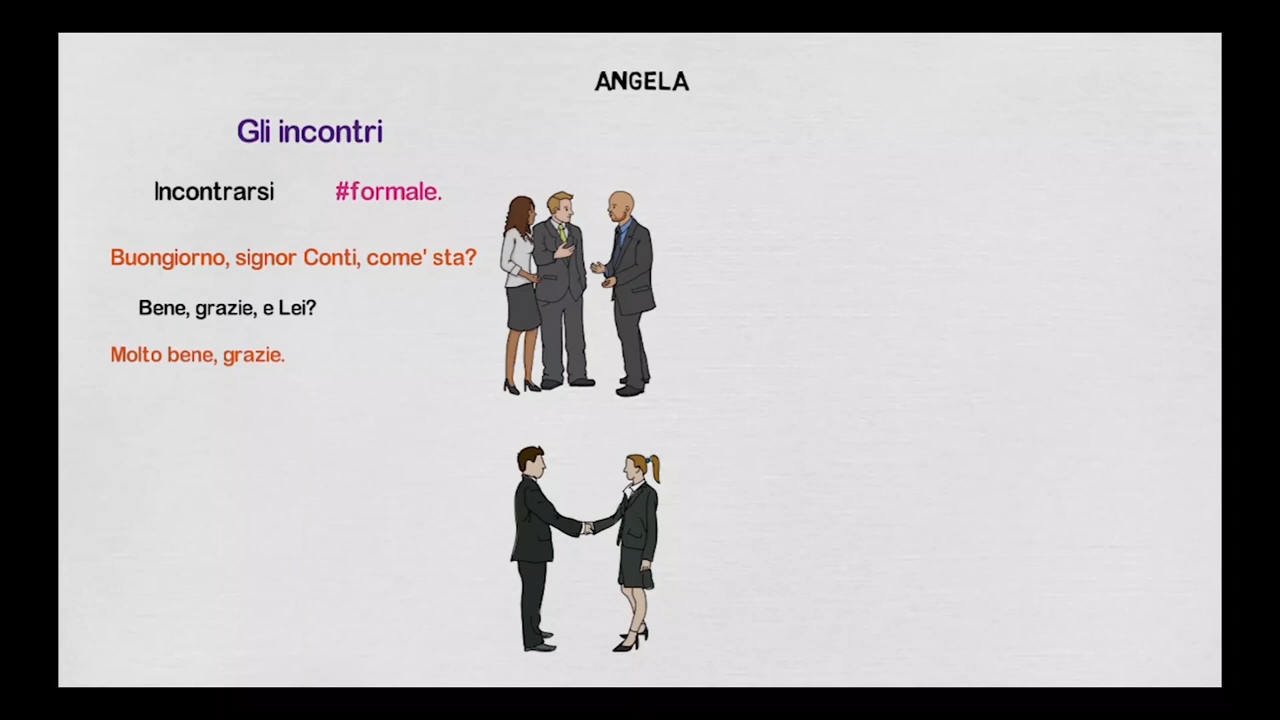 ANGELA
Gli incontri
Incontrarsi #formale.
Buongiorno, signor Conti, come' sta?
Bene, grazie, e Lei?
Molto bene, grazie.